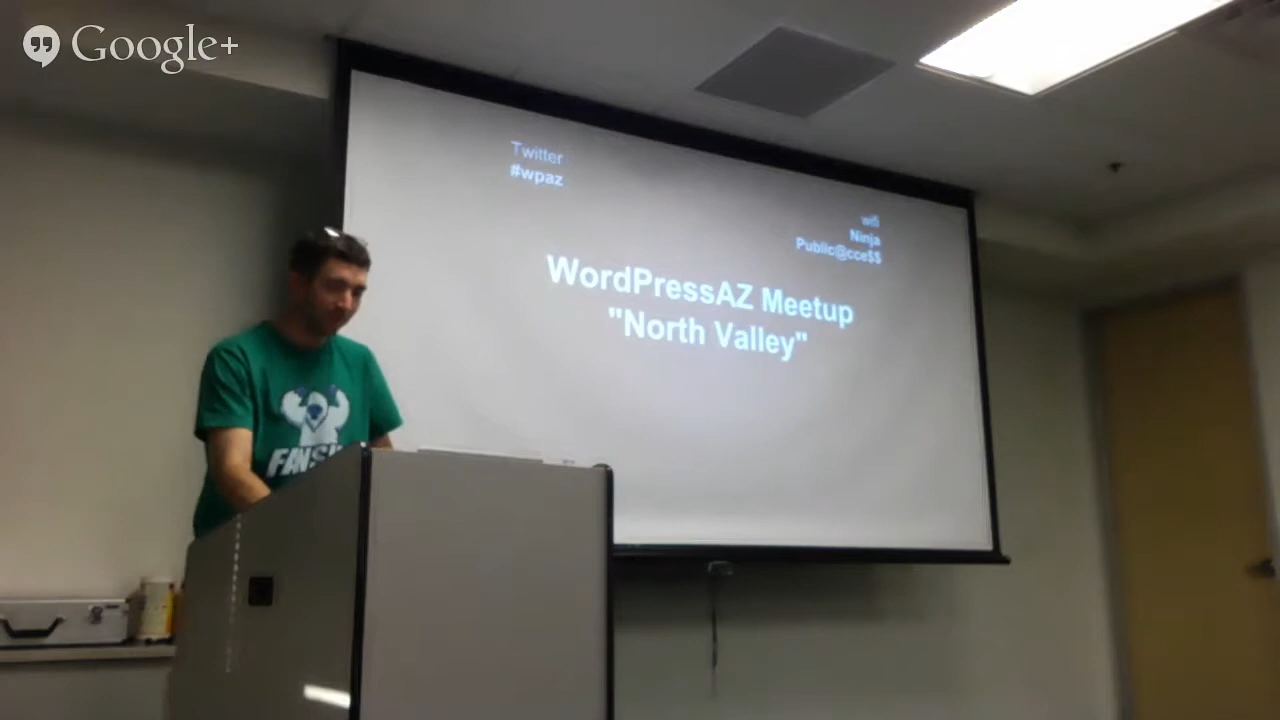 Google+
Twitter
#wpaz
wifi
Ninja
Public@cce$$
WordPressAZ Meetup
"North Valley"